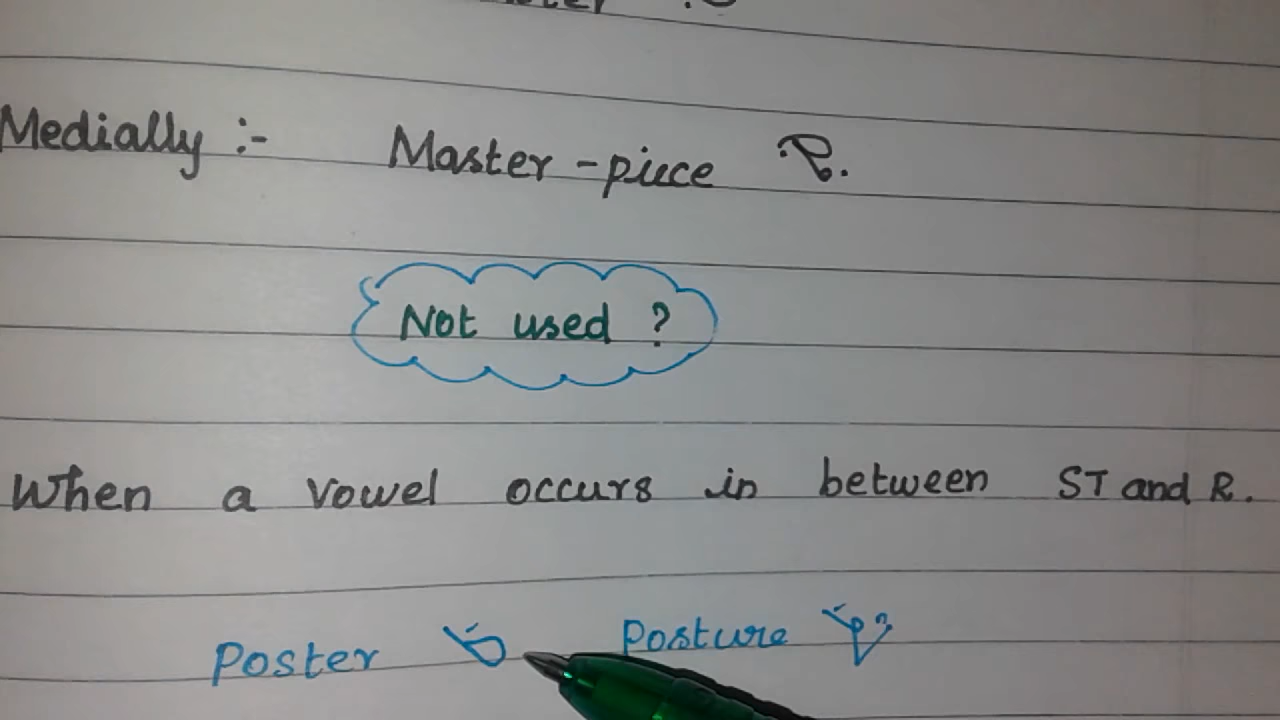 Medially :- Master-piece
Not used ?
When a vowel occurs in between ST and R.
Poster Posture